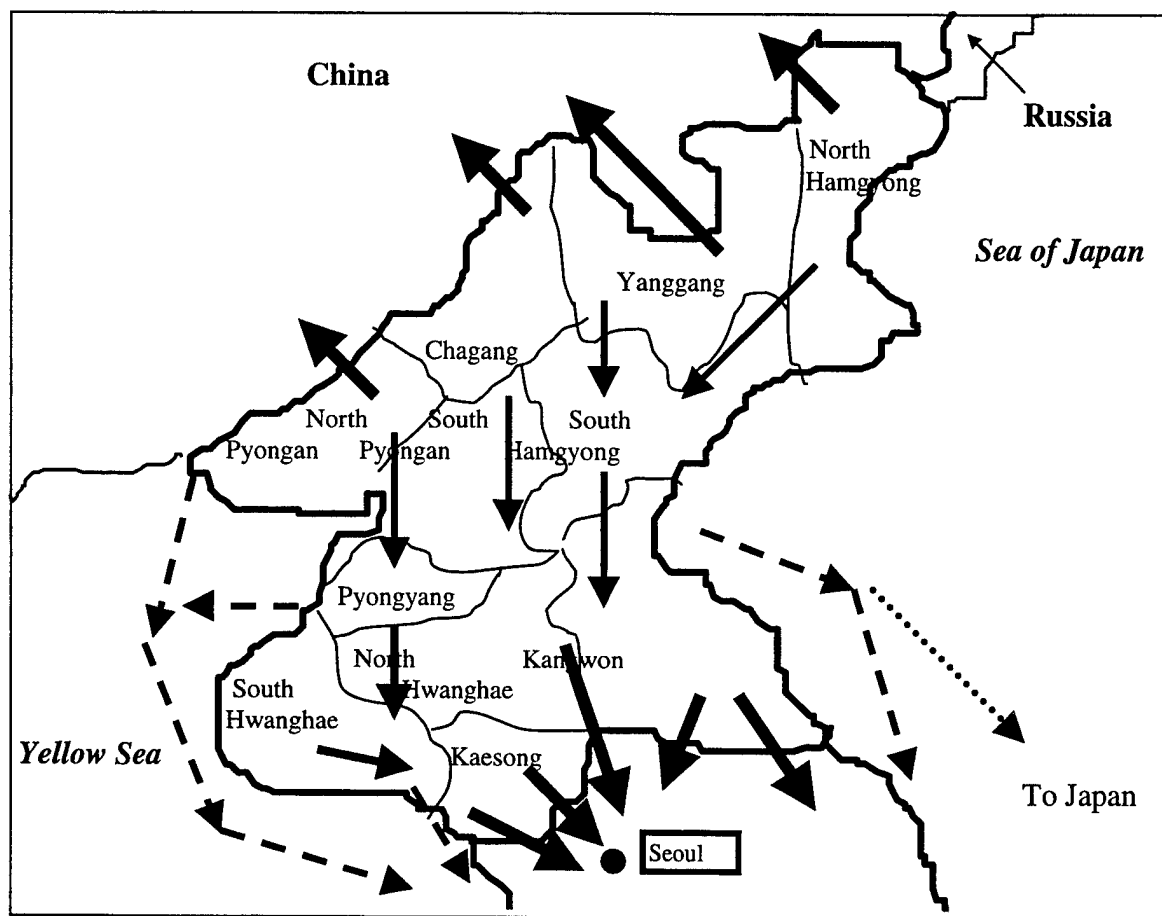 China
Russia
North
Hamgyong
Sea of Japan
Yanggang
Chagang
North
Pyongan
South
Pyongan
South
Hamgyong
Pyongyang
North
Hwanghae
Kangwon
South
Hwanghae
Yellow Sea
Kaesong
To Japan
Seoul